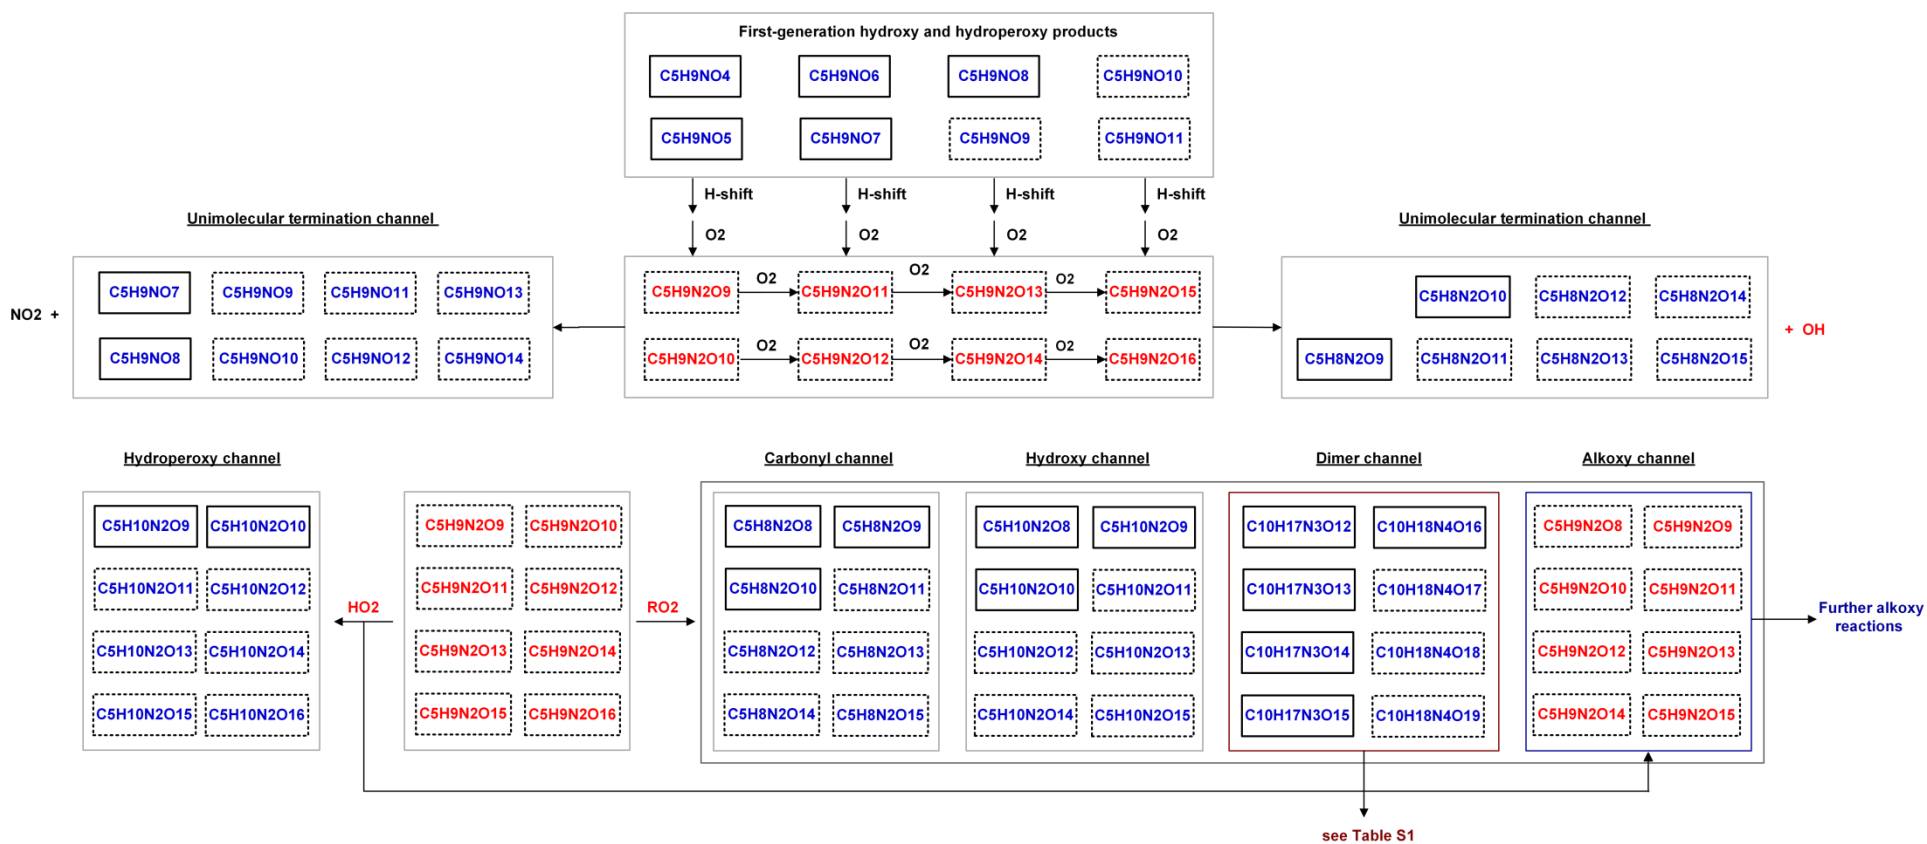 First-generation hydroxy and hydroperoxy products
C5H9NO4 C5H9NO6 C5H9NO8 C5H9NO10
C5H9NO5 C5H9NO7 C5H9NO9 C5H9NO11
H-shift H-shift H-shift H-shift
O2 O2 O2 O2
Unimolecular termination channel
NO2 +
C5H9NO7 C5H9NO9 C5H9NO11 C5H9NO13
C5H9NO8 C5H9NO10 C5H9NO12 C5H9NO14
C5H9N2O9 O2 C5H9N2O11 O2 C5H9N2O13 O2 C5H9N2O15
C5H9N2O10 O2 C5H9N2O12 O2 C5H9N2O14 O2 C5H9N2O16
Unimolecular termination channel
C5H8N2O10 C5H8N2O12 C5H8N2O14
C5H8N2O9 C5H8N2O11 C5H8N2O13 C5H8N2O15
+ OH
Hydroperoxy channel
C5H10N2O9 C5H10N2O10
C5H10N2O11 C5H10N2O12
C5H10N2O13 C5H10N2O14
C5H10N2O15 C5H10N2O16
HO2
C5H9N2O9 C5H9N2O10
C5H9N2O11 C5H9N2O12
C5H9N2O13 C5H9N2O14
C5H9N2O15 C5H9N2O16
RO2
Carbonyl channel
C5H8N2O8 C5H8N2O9
C5H8N2O10 C5H8N2O11
C5H8N2O12 C5H8N2O13
C5H8N2O14 C5H8N2O15
Hydroxy channel
C5H10N2O8 C5H10N2O9
C5H10N2O10 C5H10N2O11
C5H10N2O12 C5H10N2O13
C5H10N2O14 C5H10N2O15
Dimer channel
C10H17N3O12 C10H18N4O16
C10H17N3O13 C10H18N4O17
C10H17N3O14 C10H18N4O18
C10H17N3O15 C10H18N4O19
Alkoxy channel
C5H9N2O8 C5H9N2O9
C5H9N2O10 C5H9N2O11
C5H9N2O12 C5H9N2O13
C5H9N2O14 C5H9N2O15
Further alkoxy
reactions
see Table S1